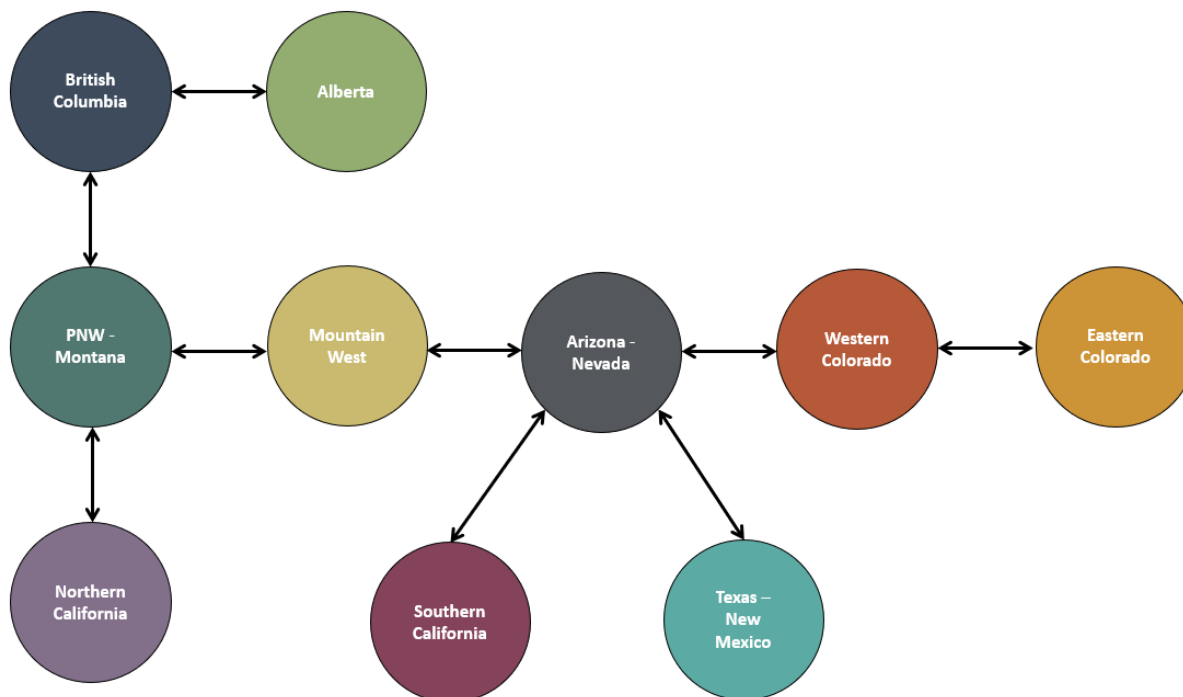 British
Columbia
Alberta
PNW -
Montana
Mountain
West
Arizona -
Nevada
Western
Colorado
Eastern
Colorado
Northern
California
Southern
California
Texas –
New
Mexico